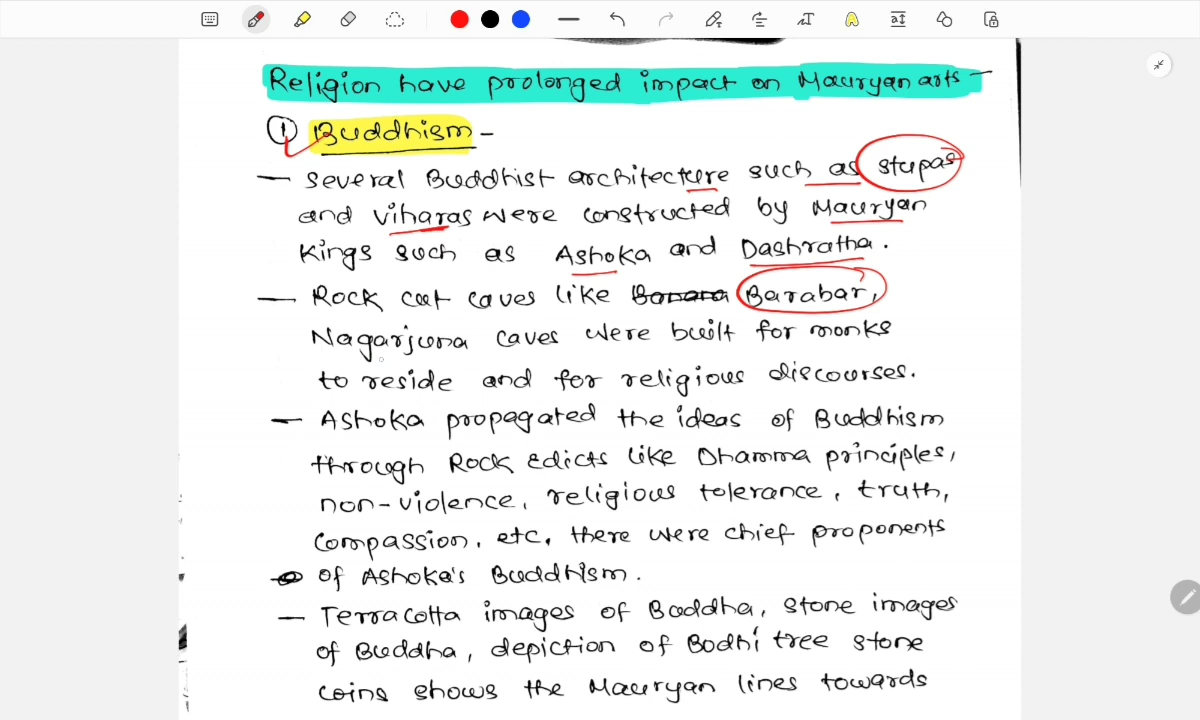 Religion have prolonged impact on Mauryan arts -
① Buddhism -
- several Buddhist architecture such as stupas
and viharas were constructed by Mauryan
Kings such as Ashoka and Dashratha.
- Rock cut caves like Barabar,
Nagarjuna caves were built for monks
to reside and for religious discourses.
- Ashoka propagated the ideas of Buddhism
through Rock Edicts like Dhamma principles,
non-violence, religious tolerance, truth,
compassion, etc. there were chief proponents
of Ashoka's Buddhism.
- Terracotta images of Buddha, stone images
of Buddha, depiction of Bodhi tree stone
coins shows the Mauryan lines towards